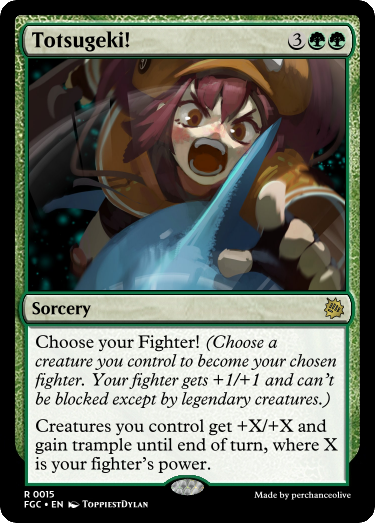 Totsugeki! 3
Sorcery
Choose your Fighter! (Choose a
creature you control to become your chosen
fighter. Your fighter gets +1/+1 and can't
be blocked except by legendary creatures.)
Creatures you control get +X/+X and
gain trample until end of turn, where X
is your fighter's power.
R 0015
FGC • EN ToppiestDylan
Made by perchanceolive